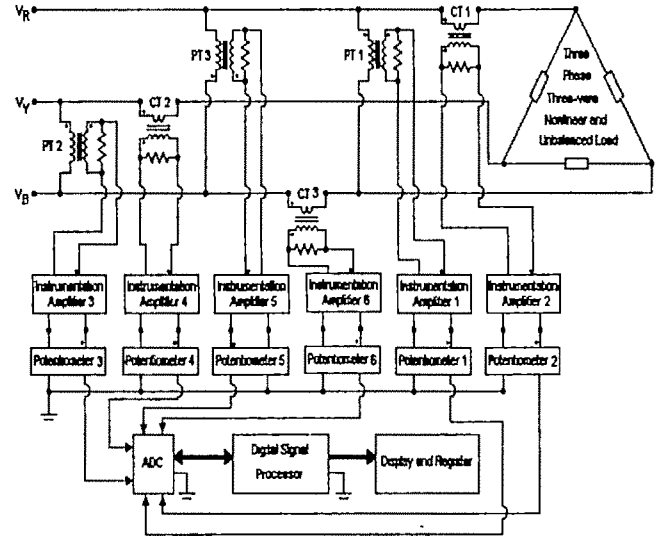 V_R
CT 1
PT 3
PT 1
Three
Phase
Three-wire
Nonlinear and
Unbalanced Load
V_Y
CT 2
PT 2
V_B
CT 3
Instrumentation
Amplifier 3
Instrumentation
Amplifier 4
Instrumentation
Amplifier 5
Instrumentation
Amplifier 6
Instrumentation
Amplifier 1
Instrumentation
Amplifier 2
Potentiometer 3
Potentiometer 4
Potentiometer 5
Potentiometer 6
Potentiometer 1
Potentiometer 2
ADC
Digital Signal
Processor
Display and Register